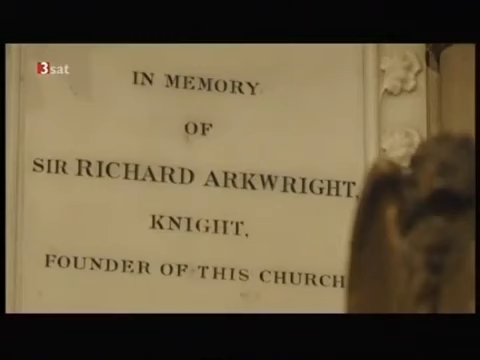 3sat
IN MEMORY
OF
SIR RICHARD ARKWRIGHT,
KNIGHT,
FOUNDER OF THIS CHURCH